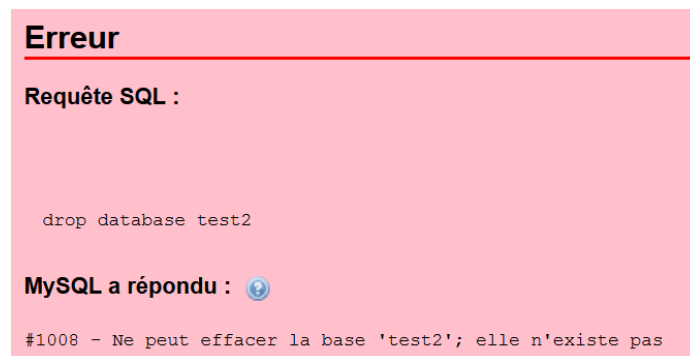 Erreur
Requête SQL :
drop database test2
MySQL a répondu :
#1008 - Ne peut effacer la base 'test2'; elle n'existe pas